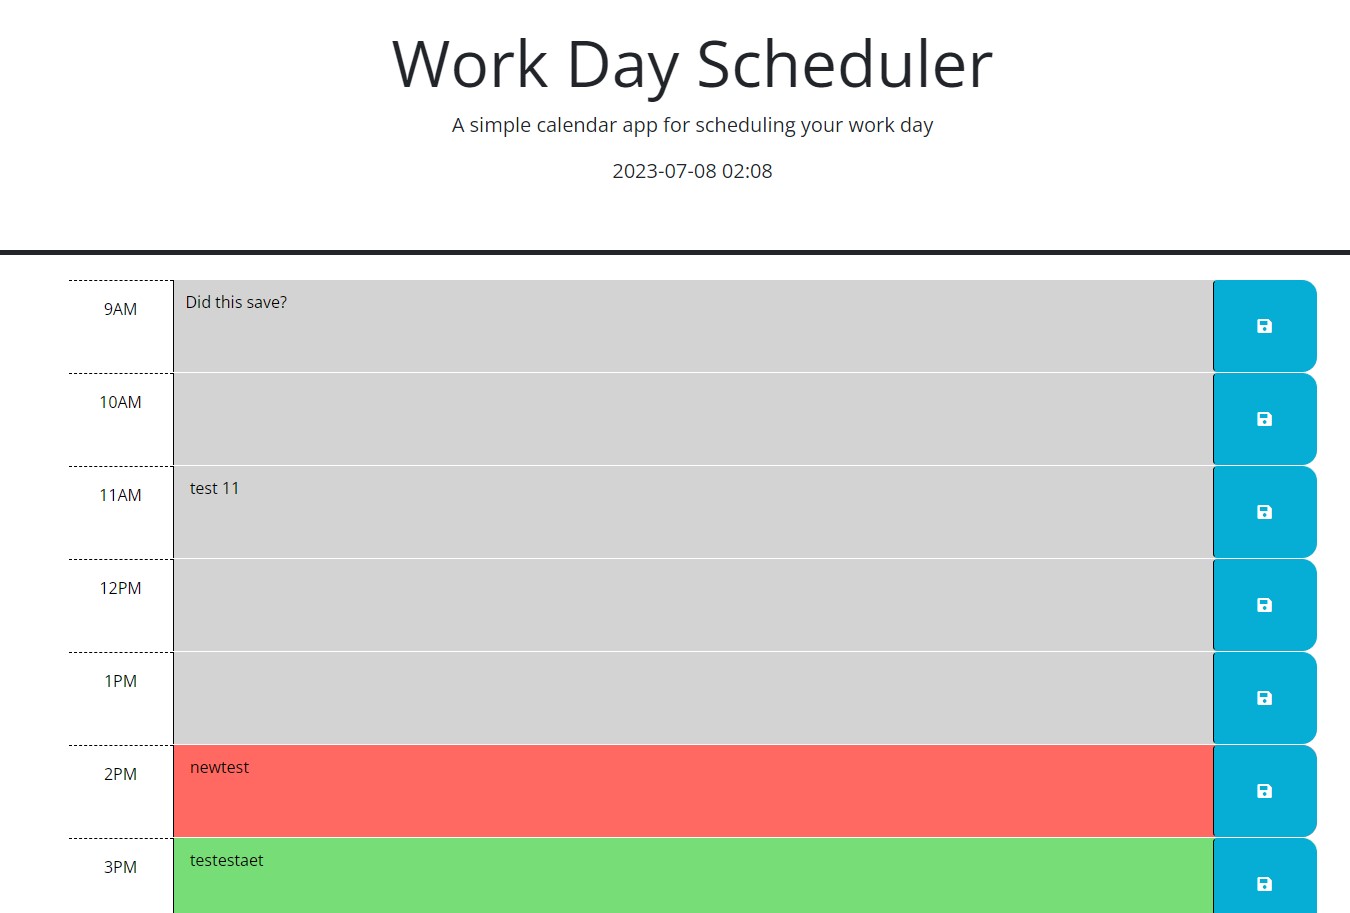 Work Day Scheduler
A simple calendar app for scheduling your work day
2023-07-08 02:08
9AM
Did this save?
10AM
11AM
test 11
12PM
1PM
2PM
newtest
3PM
testestaet